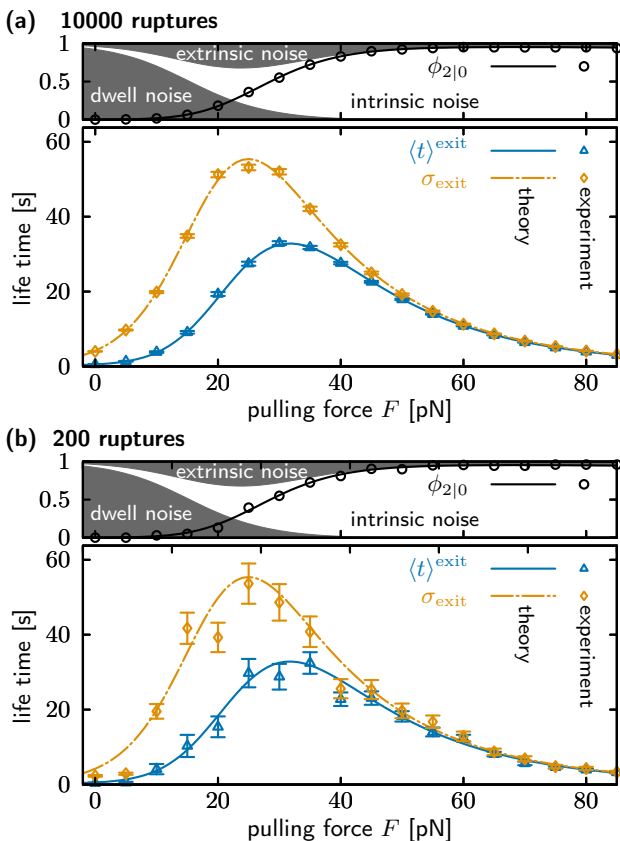 (a) 10000 ruptures
1
0.5
0
extrinsic noise
dwell noise
intrinsic noise
ϕ2|0
60
40
20
0
life time [s]
⟨t⟩exit
σexit
theory
experiment
0 20 40 60 80
pulling force F [pN]
(b) 200 ruptures
1
0.5
0
extrinsic noise
dwell noise
intrinsic noise
ϕ2|0
60
40
20
0
life time [s]
⟨t⟩exit
σexit
theory
experiment
0 20 40 60 80
pulling force F [pN]